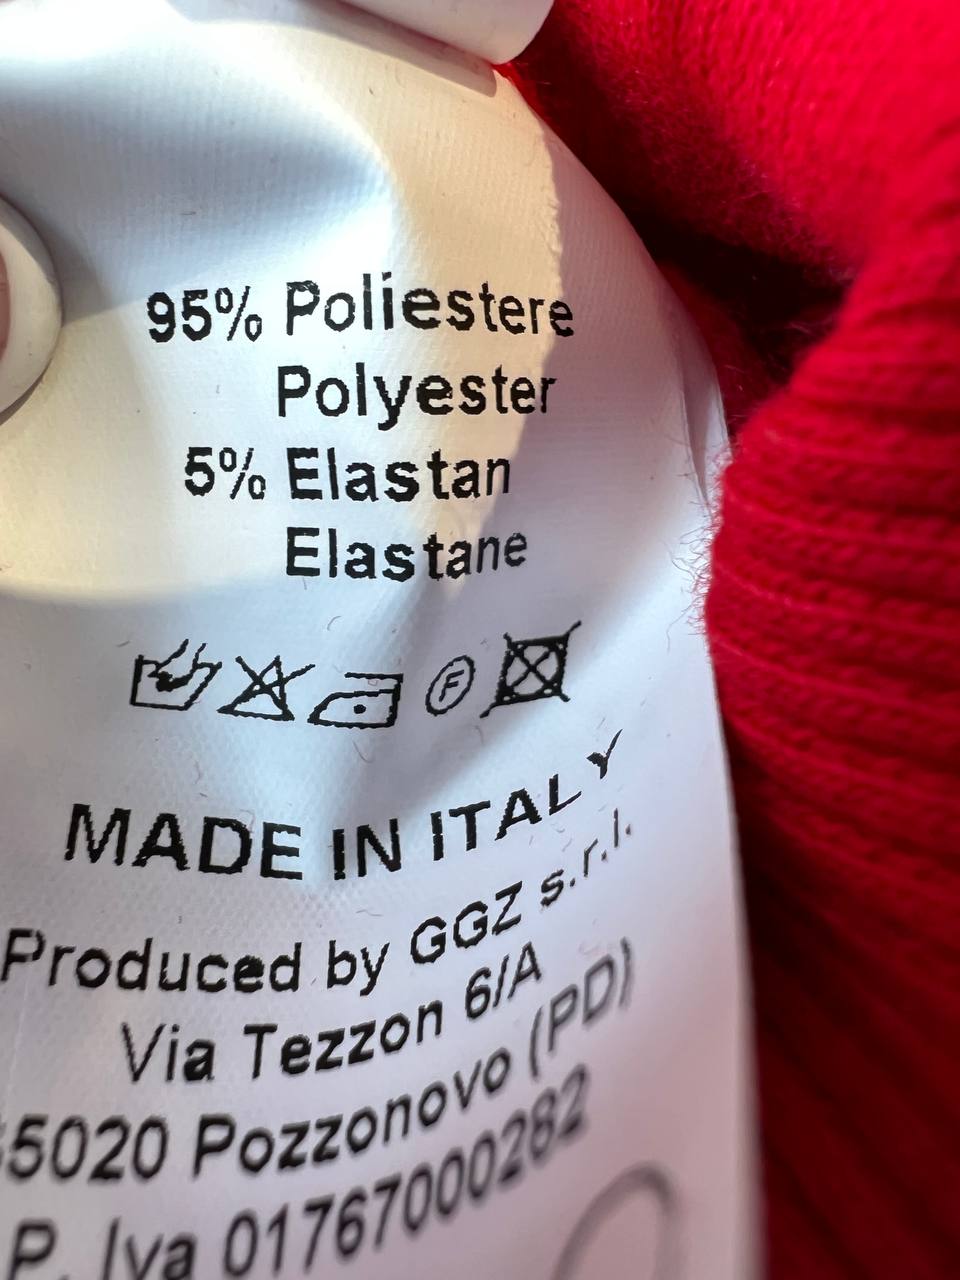 95% Poliestere
Polyester
5% Elastan
Elastane
F
MADE IN ITALY
Produced by GGZ s.r.l.
Via Tezzon 6/A
5020 Pozzonovo (PD)
P. Iva 01767000282